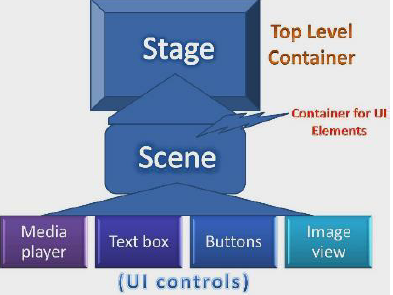 Stage
Top Level
Container
Container for UI
Elements
Scene
Media
player
Text box
Buttons
Image
view
(UI controls)